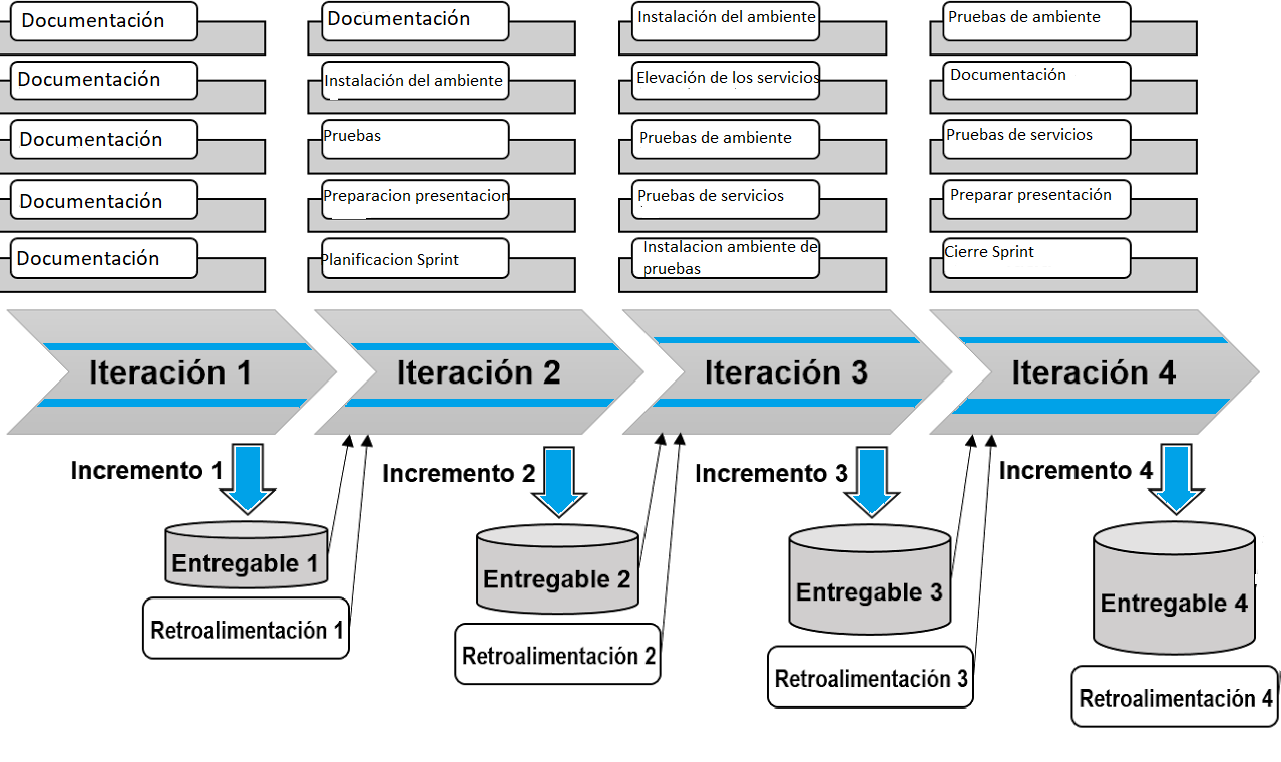 Documentación
Documentación
Documentación
Documentación
Documentación
Documentación
Instalación del ambiente
Pruebas
Preparacion presentacion
Planificacion Sprint
Instalación del ambiente
Elevación de los servicios
Pruebas de ambiente
Pruebas de servicios
Instalacion ambiente de
pruebas
Pruebas de ambiente
Documentación
Pruebas de servicios
Preparar presentación
Cierre Sprint
Iteración 1
Iteración 2
Iteración 3
Iteración 4
Incremento 1
Incremento 2
Incremento 3
Incremento 4
Entregable 1
Entregable 2
Entregable 3
Entregable 4
Retroalimentación 1
Retroalimentación 2
Retroalimentación 3
Retroalimentación 4